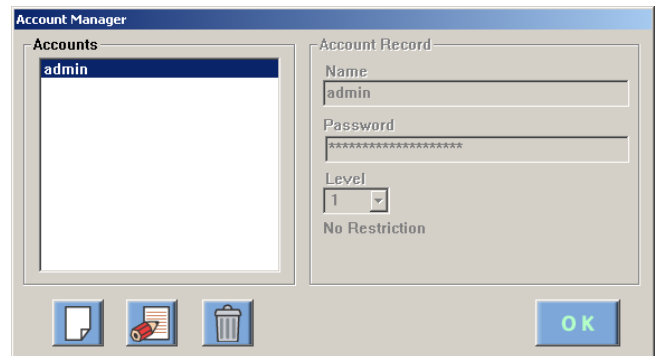 Account Manager
Accounts
admin
Account Record
Name
admin
Password
********************
Level
1
No Restriction
OK